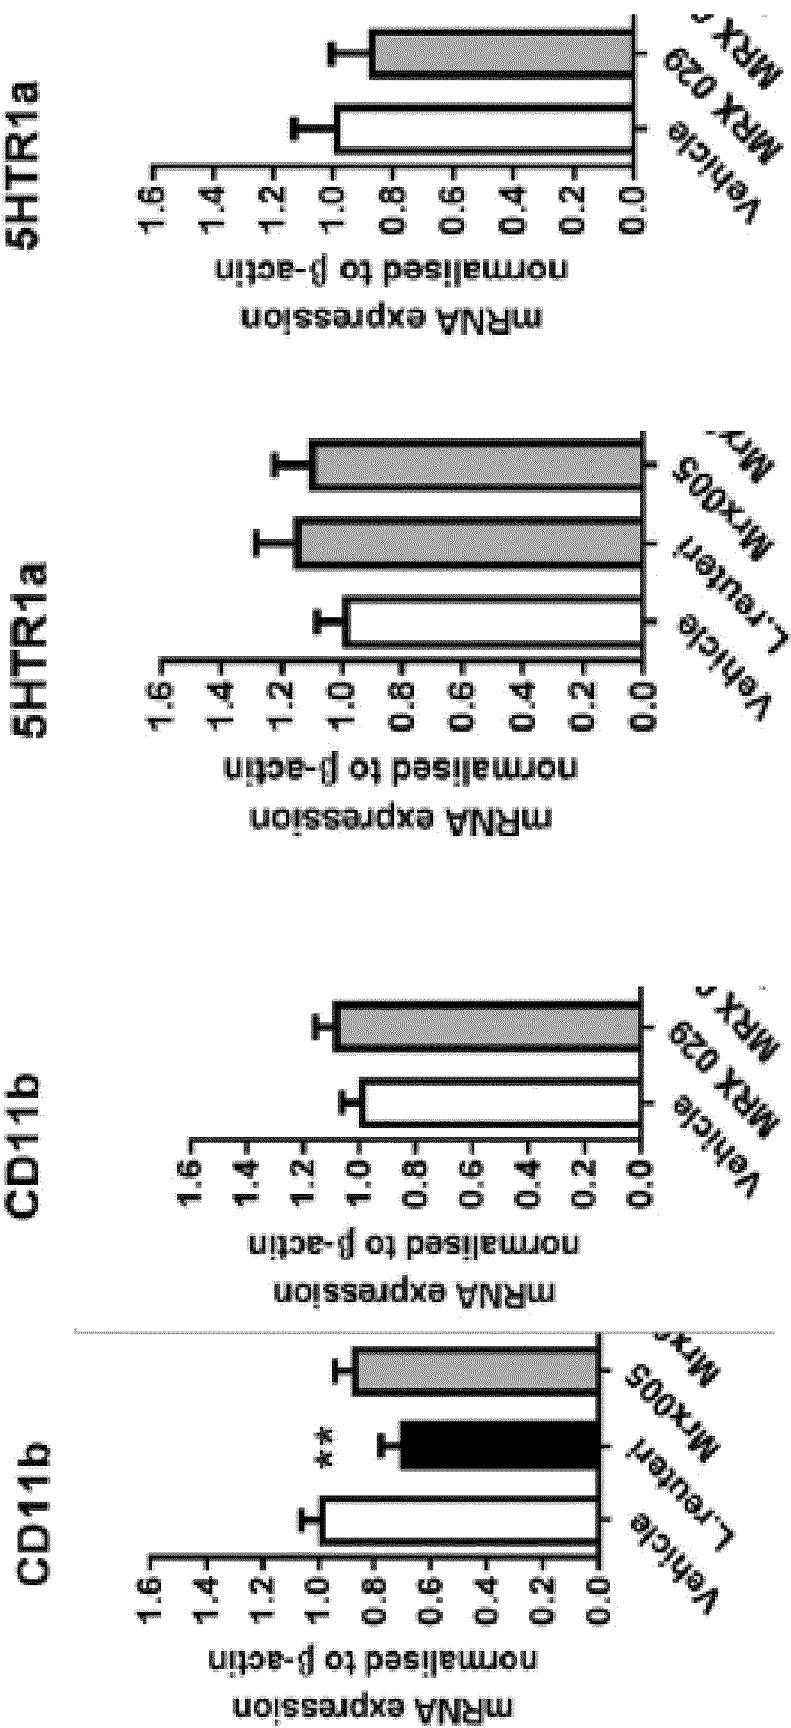 CD11b
mRNA expression
normalised to β-actin
1.6
1.4
1.2
1.0
0.8
0.6
0.4
0.2
0.0
**
Vehicle
L.reuteri
Mrx005
CD11b
mRNA expression
normalised to β-actin
1.6
1.4
1.2
1.0
0.8
0.6
0.4
0.2
0.0
Vehicle
MRX 029
MRX
5HTR1a
mRNA expression
normalised to β-actin
1.6
1.4
1.2
1.0
0.8
0.6
0.4
0.2
0.0
Vehicle
L.reuteri
Mrx005
5HTR1a
mRNA expression
normalised to β-actin
1.6
1.4
1.2
1.0
0.8
0.6
0.4
0.2
0.0
Vehicle
MRX 029
MRX